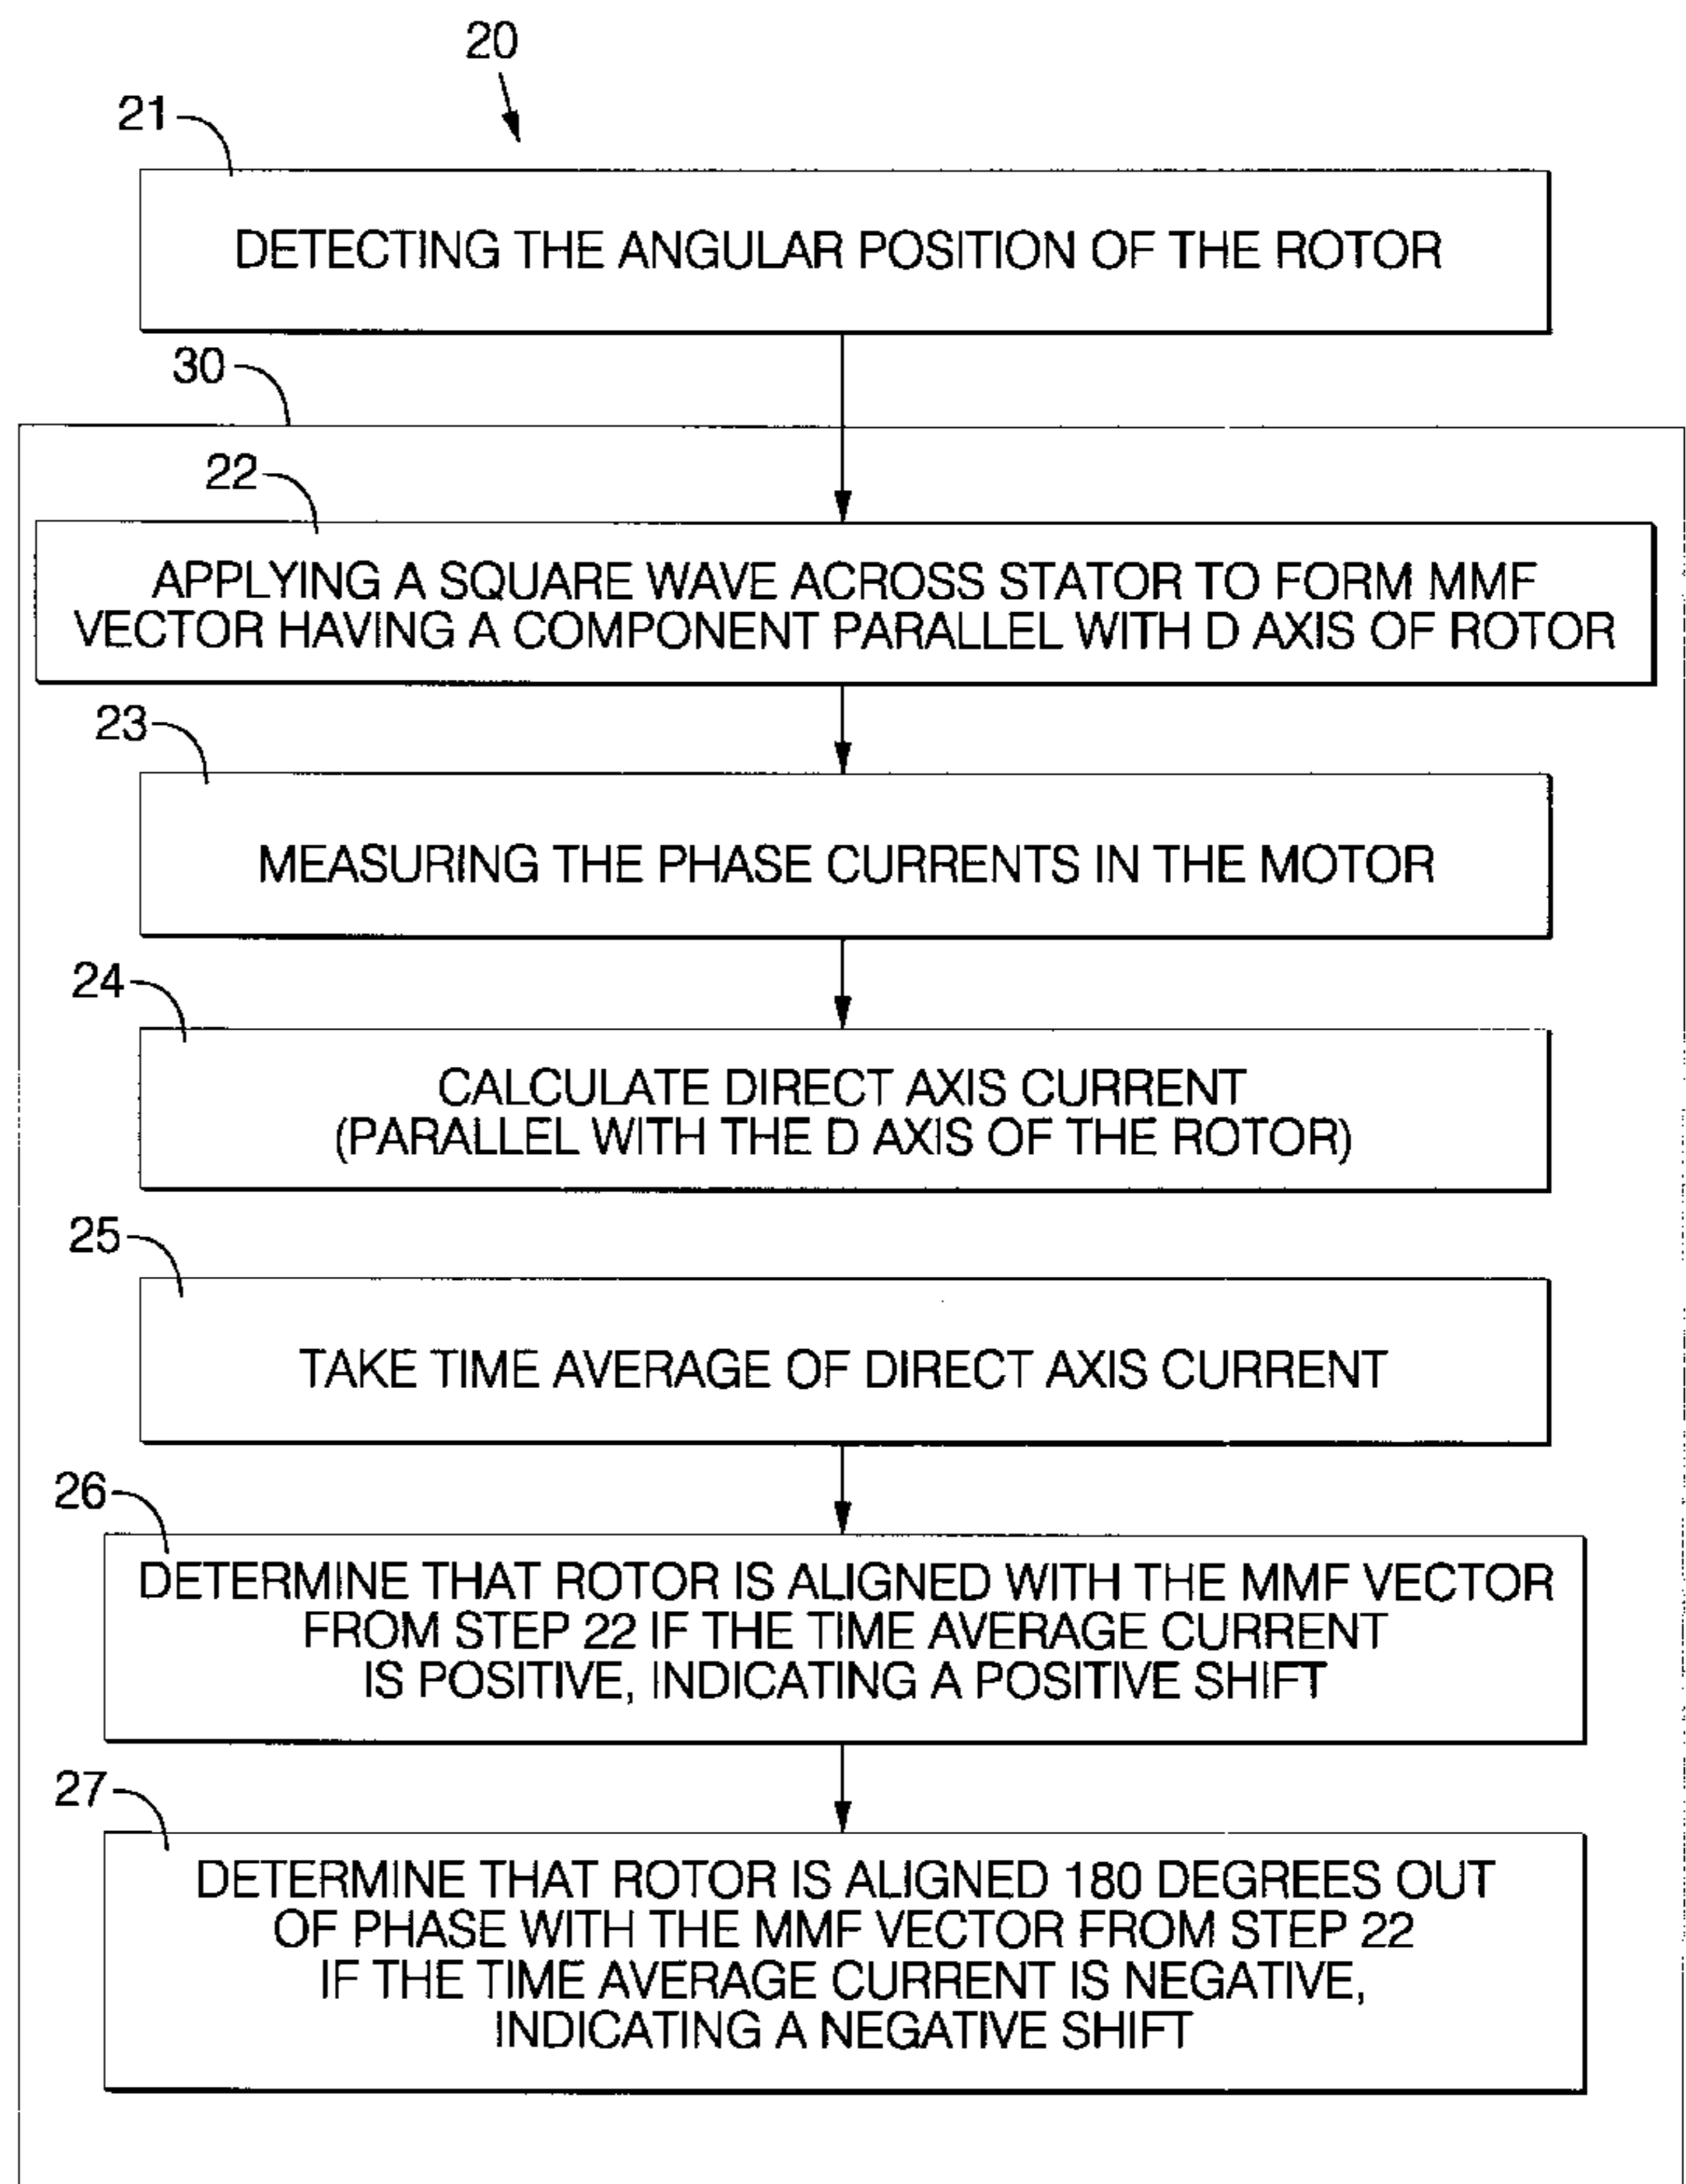 20
21
DETECTING THE ANGULAR POSITION OF THE ROTOR
30
22
APPLYING A SQUARE WAVE ACROSS STATOR TO FORM MMF
VECTOR HAVING A COMPONENT PARALLEL WITH D AXIS OF ROTOR
23
MEASURING THE PHASE CURRENTS IN THE MOTOR
24
CALCULATE DIRECT AXIS CURRENT
(PARALLEL WITH THE D AXIS OF THE ROTOR)
25
TAKE TIME AVERAGE OF DIRECT AXIS CURRENT
26
DETERMINE THAT ROTOR IS ALIGNED WITH THE MMF VECTOR
FROM STEP 22 IF THE TIME AVERAGE CURRENT
IS POSITIVE, INDICATING A POSITIVE SHIFT
27
DETERMINE THAT ROTOR IS ALIGNED 180 DEGREES OUT
OF PHASE WITH THE MMF VECTOR FROM STEP 22
IF THE TIME AVERAGE CURRENT IS NEGATIVE,
INDICATING A NEGATIVE SHIFT